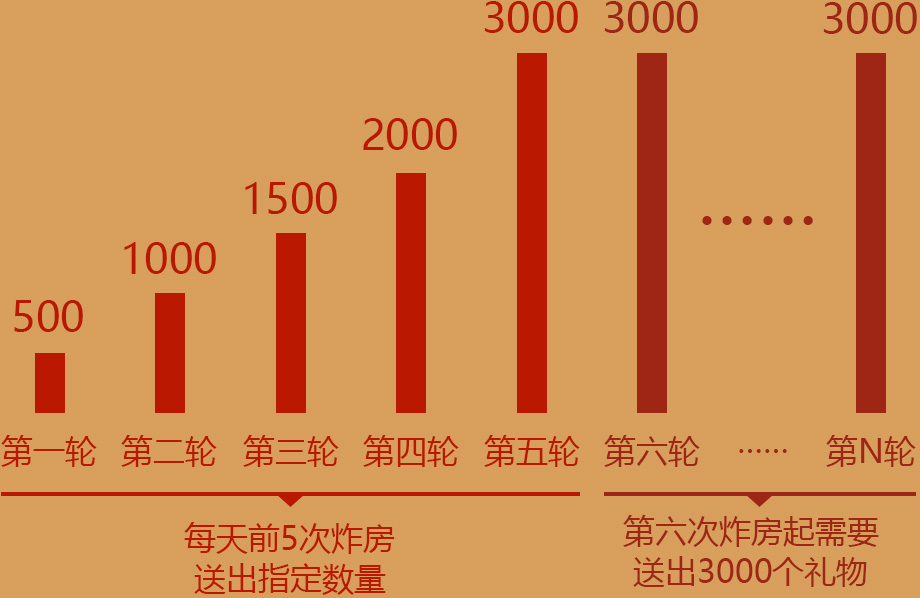 3000
3000
3000
2000
1500
1000
500
第一轮
第二轮
第三轮
第四轮
第五轮
第六轮
……
第N轮
每天前5次炸房
送出指定数量
第六次炸房起需要
送出3000个礼物